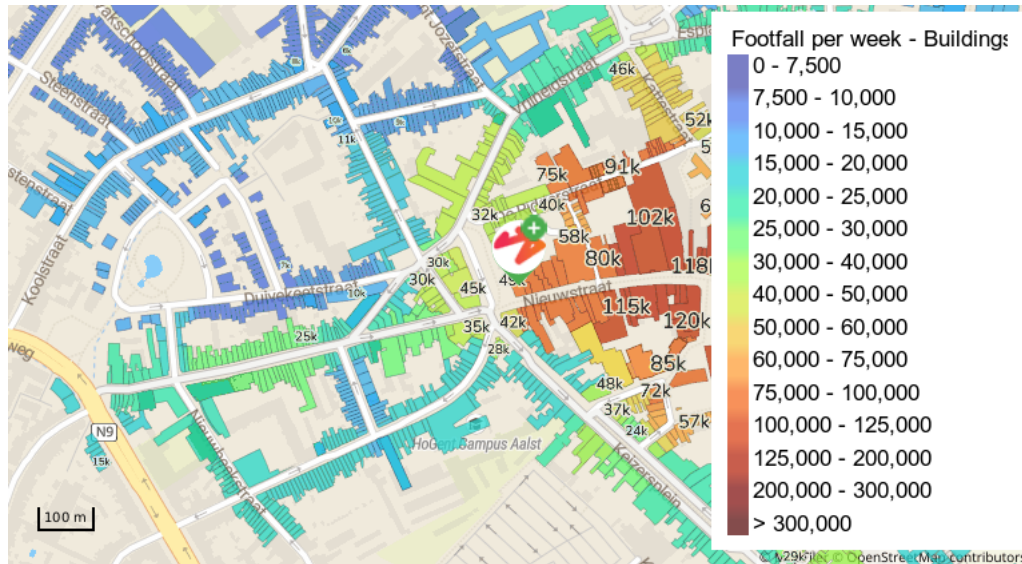 Footfall per week - Buildings
0 - 7,500
7,500 - 10,000
10,000 - 15,000
15,000 - 20,000
20,000 - 25,000
25,000 - 30,000
30,000 - 40,000
40,000 - 50,000
50,000 - 60,000
60,000 - 75,000
75,000 - 100,000
100,000 - 125,000
125,000 - 200,000
200,000 - 300,000
> 300,000
Steenstraat
Koolstraat
Duivekeetstraat
Nieuwstraat
Keizersplein
HoGent Campus Aalst
N9
100 m
46k
52k
91k
75k
40k
102k
32k
58k
80k
118k
30k
30k
45k
115k
120k
35k
42k
28k
25k
85k
48k
72k
37k
24k
57k
11k
10k
15k
© OpenStreetMap contributors